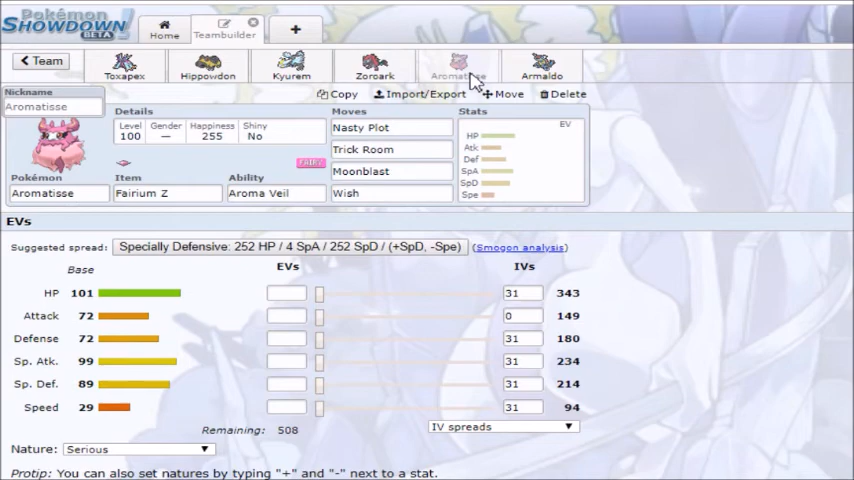 Pokémon
SHOWDOWN!
BETA!
Home
Teambuilder
+
< Team
Toxapex
Hippowdon
Kyurem
Zoroark
Aromatisse
Armaldo
Copy
Import/Export
Move
Delete
Nickname
Aromatisse
Details
Moves
Stats
Level
Gender
Happiness
Shiny
100
—
255
No
Nasty Plot
Trick Room
Moonblast
Wish
EV
HP
Atk
Def
SpA
SpD
Spe
FAIRY
Pokémon
Item
Ability
Aromatisse
Fairium Z
Aroma Veil
EVs
Suggested spread: Specially Defensive: 252 HP / 4 SpA / 252 SpD / (+SpD, -Spe) (Smogon analysis)
Base EVs IVs
HP 101 31 343
Attack 72 0 149
Defense 72 31 180
Sp. Atk. 99 31 234
Sp. Def. 89 31 214
Speed 29 31 94
Remaining: 508 IV spreads
Nature: Serious
Protip: You can also set natures by typing "+" and "-" next to a stat.